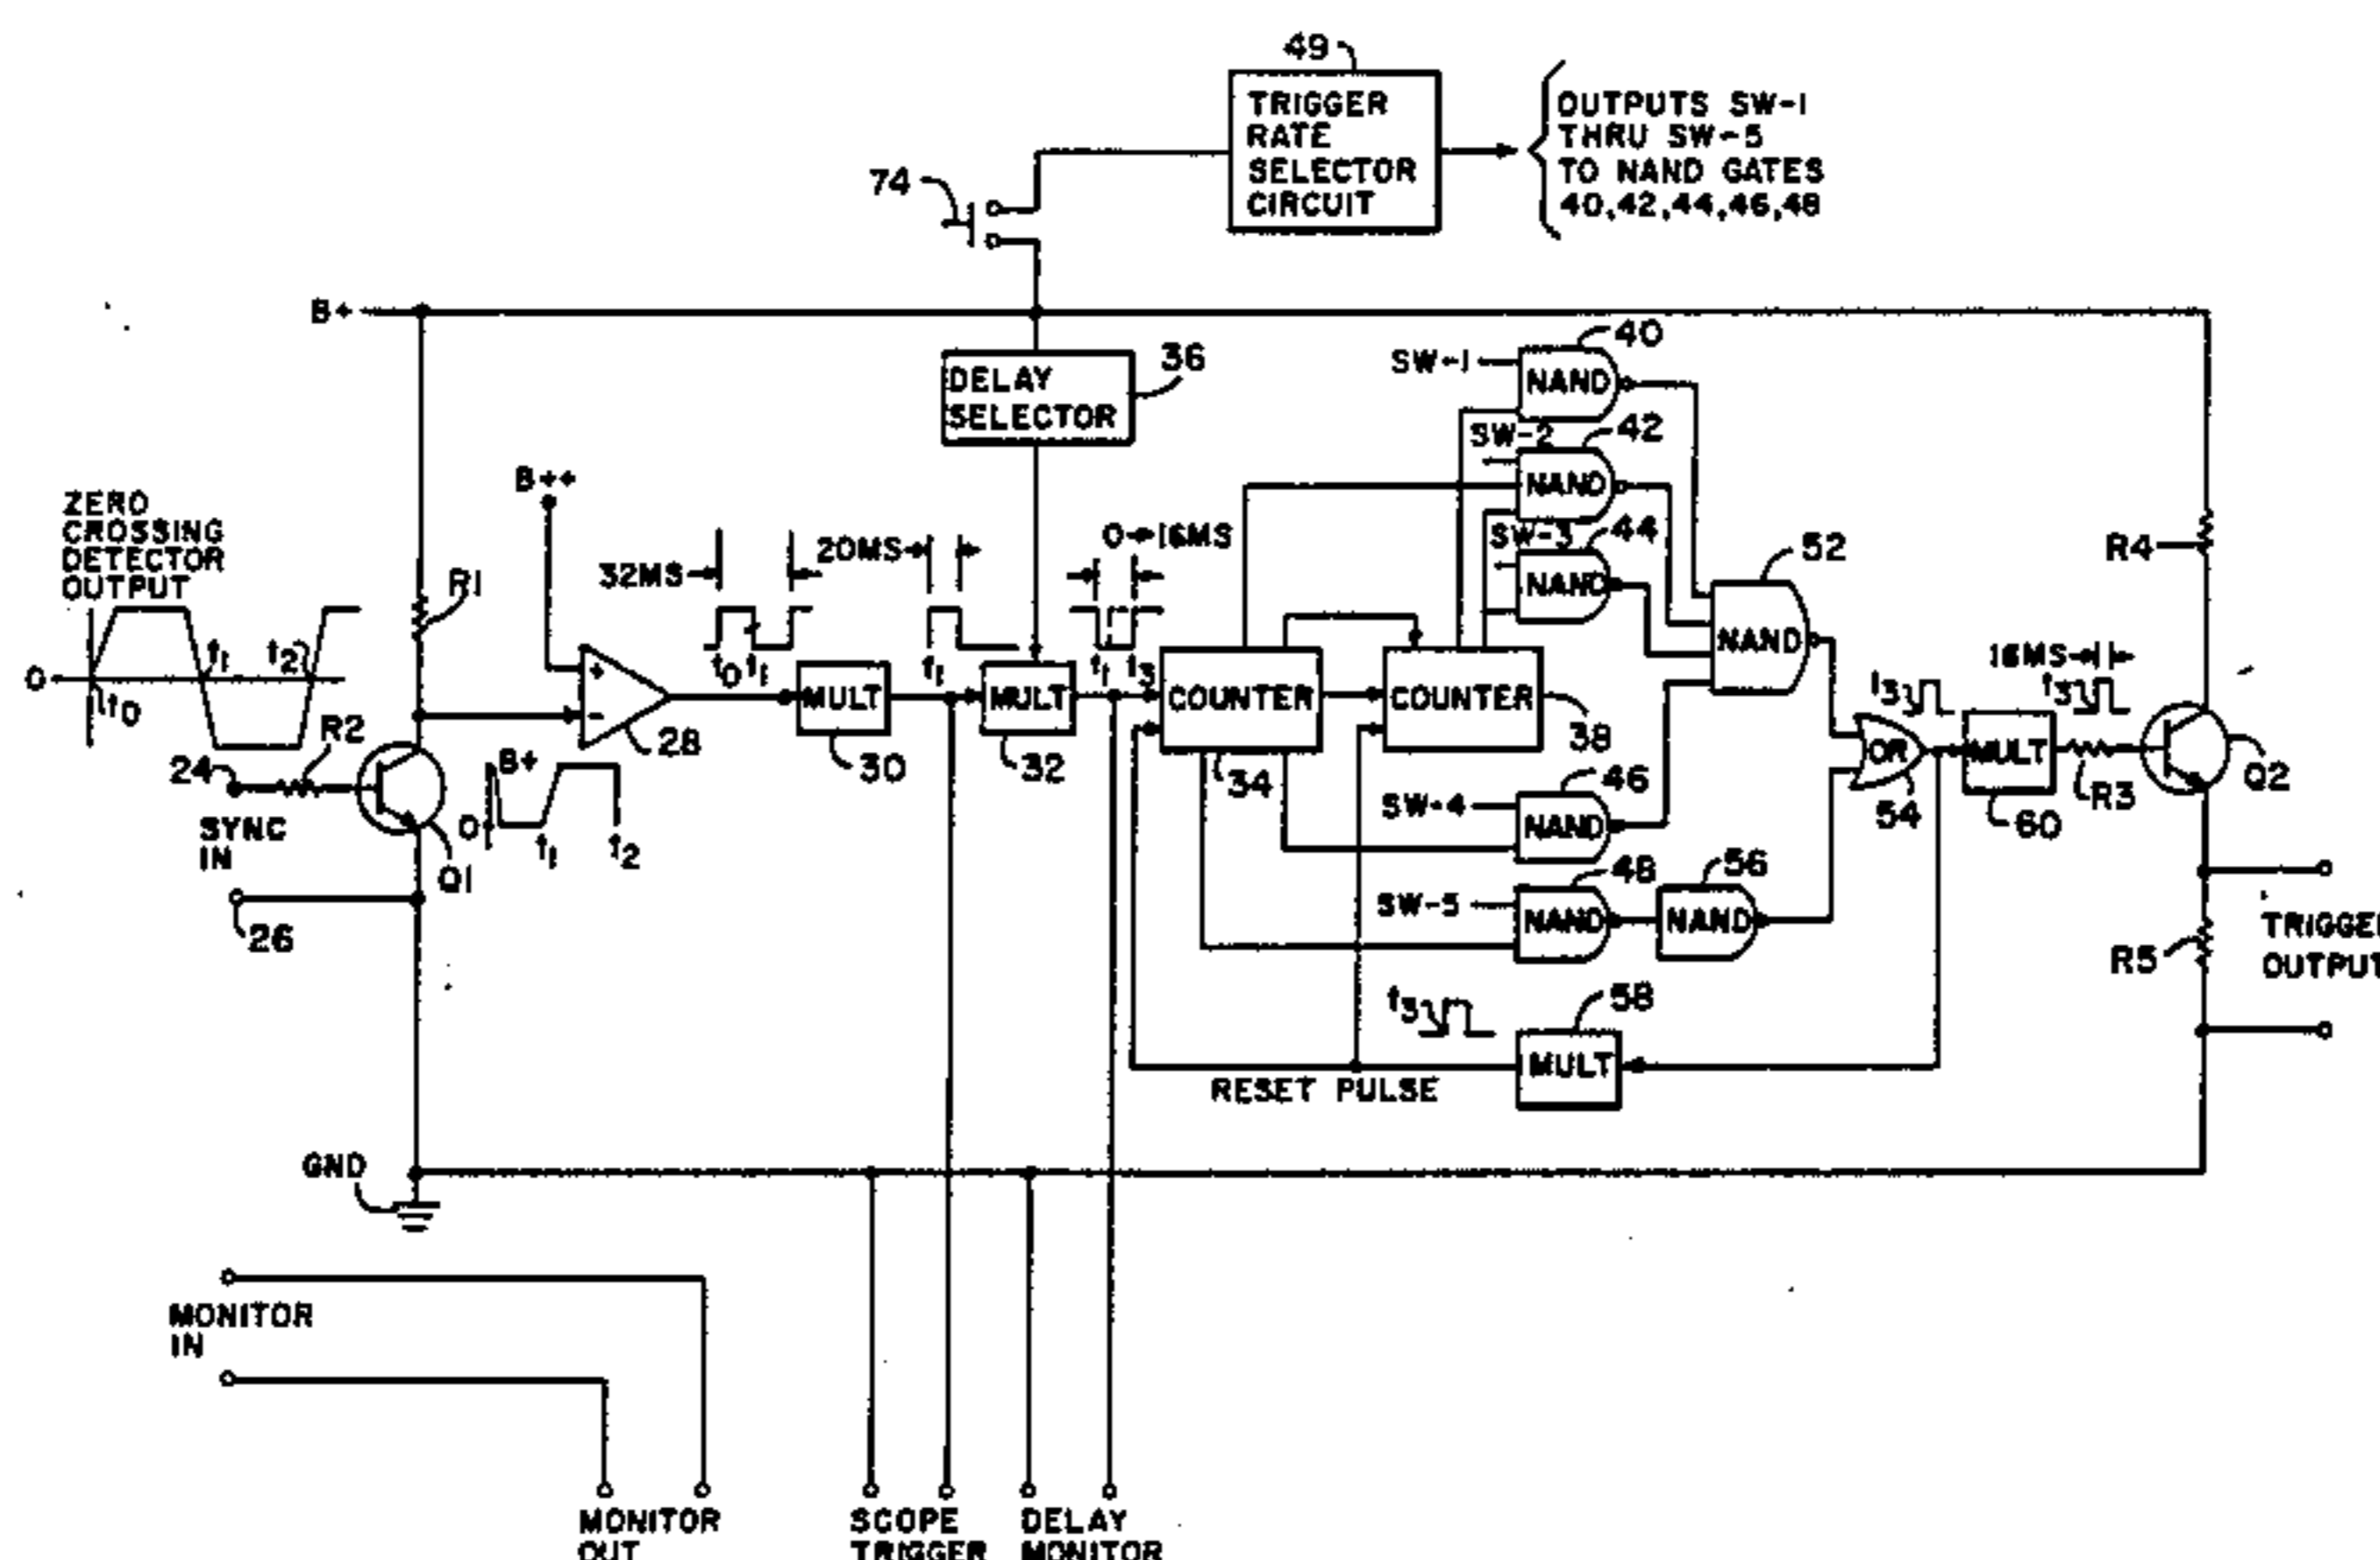 49
TRIGGER
RATE
SELECTOR
CIRCUIT
OUTPUTS SW-1
THRU SW-5
TO NAND GATES
40,42,44,46,48
74
B+
DELAY
SELECTOR
36
SW-1
NAND
40
SW-2
NAND
42
SW-3
NAND
44
B++
ZERO
CROSSING
DETECTOR
OUTPUT
R1
32MS
20MS
0→16MS
52
NAND
R4
0
t0
t1
t2
R2
24
SYNC
IN
26
Q1
B+
0
t1
t2
+
-
28
t0 t1
MULT
30
t1
MULT
32
t1 t3
COUNTER
34
COUNTER
38
SW-4
NAND
46
SW-5
NAND
48
NAND
56
OR
54
t3
MULT
60
16MS
t3
R3
Q2
R5
TRIGGE
OUTPUT
t3
58
MULT
RESET PULSE
GND
MONITOR
IN
MONITOR
OUT
SCOPE
TRIGGER
DELAY
MONITOR